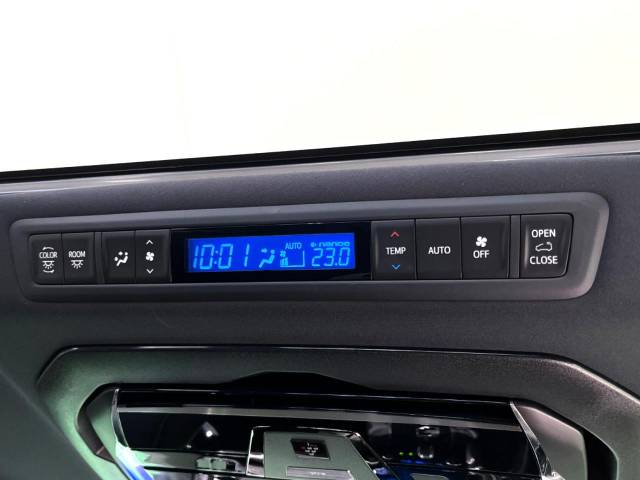 COLOR
ROOM
10:01
AUTO
nanoe
23.0
TEMP
AUTO
OFF
OPEN
CLOSE